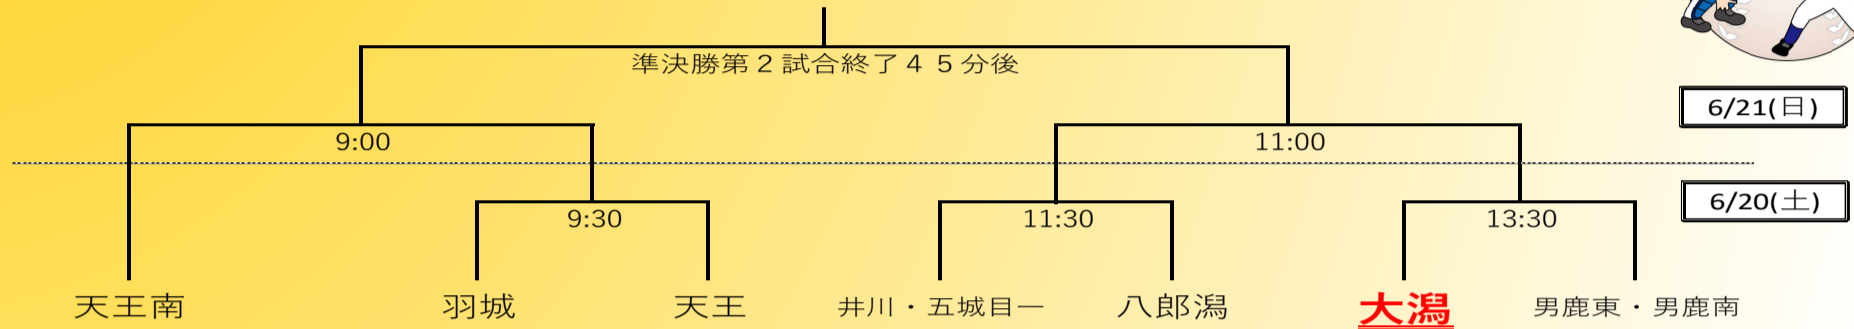 準決勝第２試合終了４５分後
6/21(日)
9:00
11:00
6/20(土)
9:30
11:30
13:30
天王南 羽城 天王 井川・五城目一 八郎潟 大潟 男鹿東・男鹿南